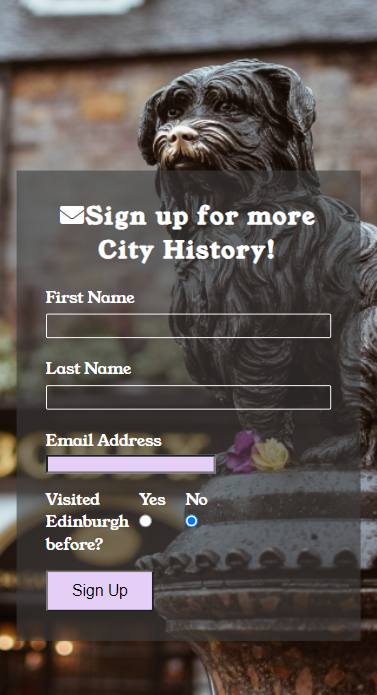 Sign up for more
City History!
First Name
Last Name
Email Address
Visited Yes No
Edinburgh
before?
Sign Up